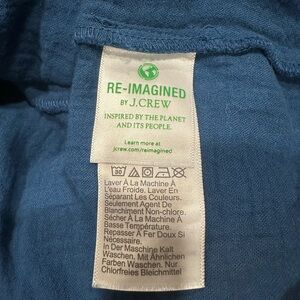 RE-IMAGINED
BY J.CREW
INSPIRED BY THE PLANET
AND ITS PEOPLE.
Learn more at
jcrew.com/reimagined
30
Laver À La Machine À
L'eau Froide. Laver En
Séparant Les Couleurs.
Seulement Agent De
Blanchiment Non-chlore.
Sécher À La Machine À
Basse Température.
Repasser À Fer Doux Si
Nécessaire.
In Der Maschine Kalt
Waschen. Mit Ähnlichen
Farben Waschen. Nur
Chlorfreies Bleichmittel